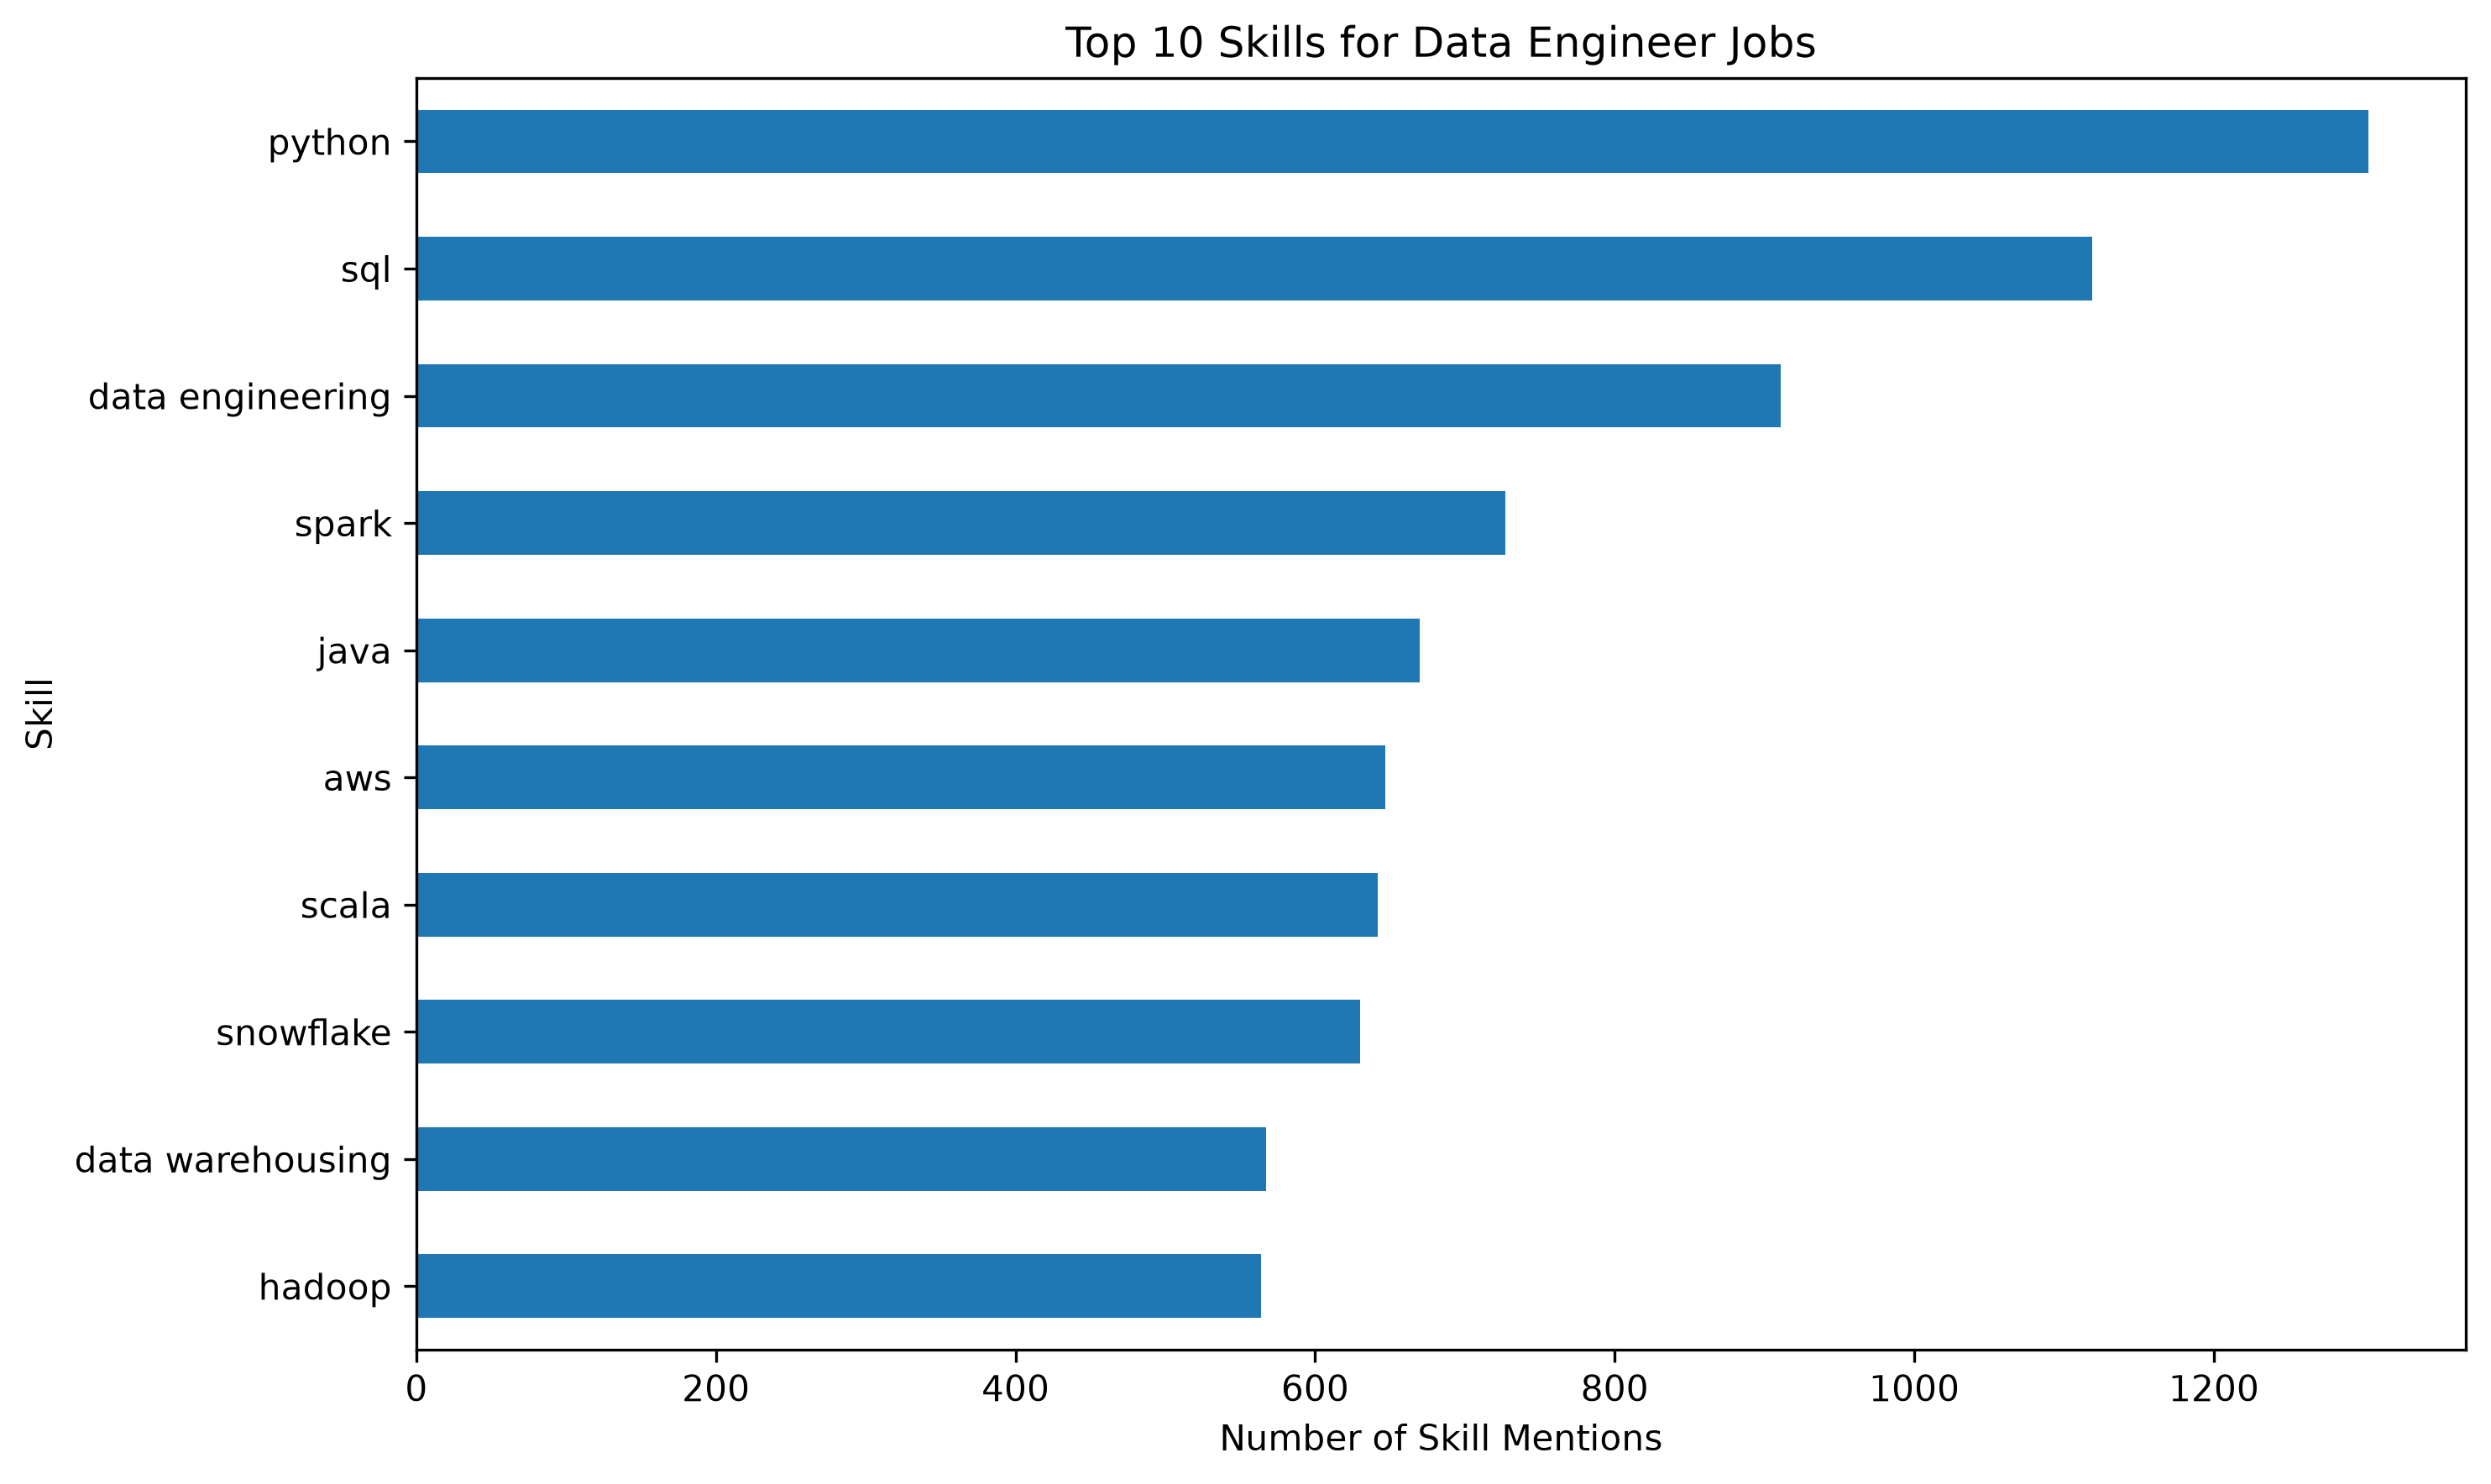 Top 10 Skills for Data Engineer Jobs
python
sql
data engineering
spark
java
aws
scala
snowflake
data warehousing
hadoop
Skill
0 200 400 600 800 1000 1200
Number of Skill Mentions